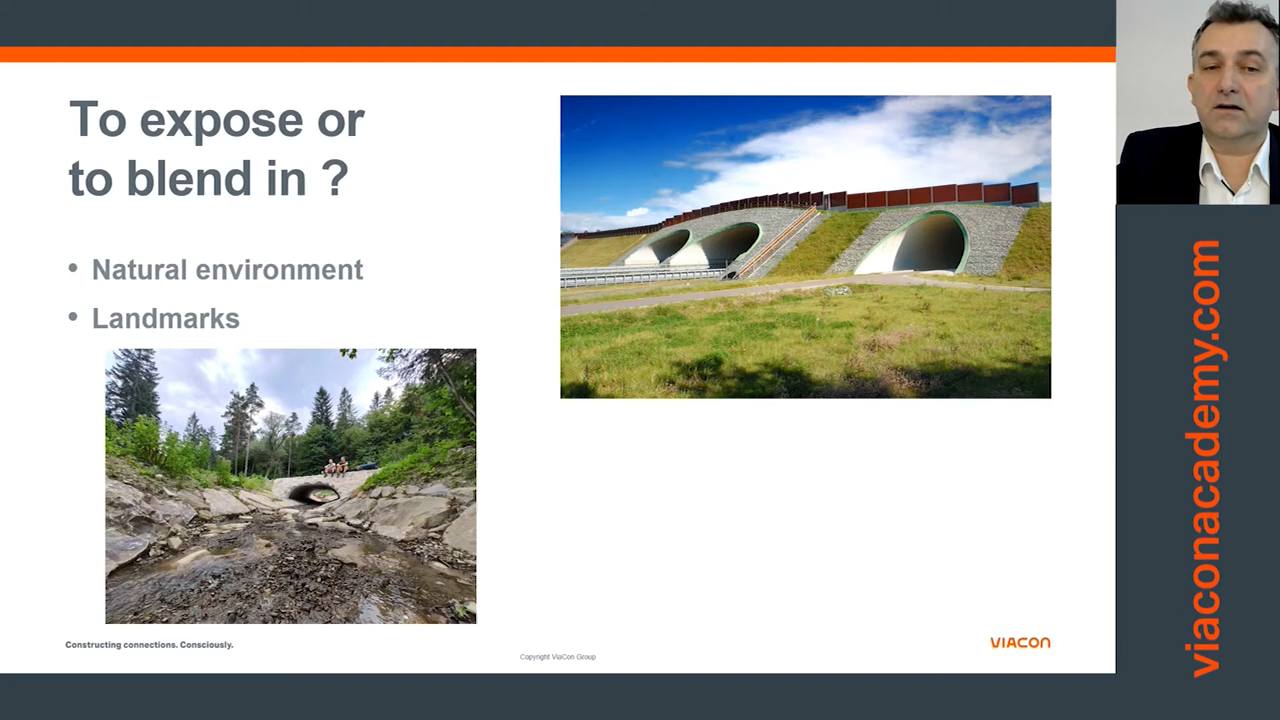 To expose or
to blend in ?
• Natural environment
• Landmarks
Constructing connections. Consciously.
Copyright ViaCon Group
VIACON
viaconacademy.com